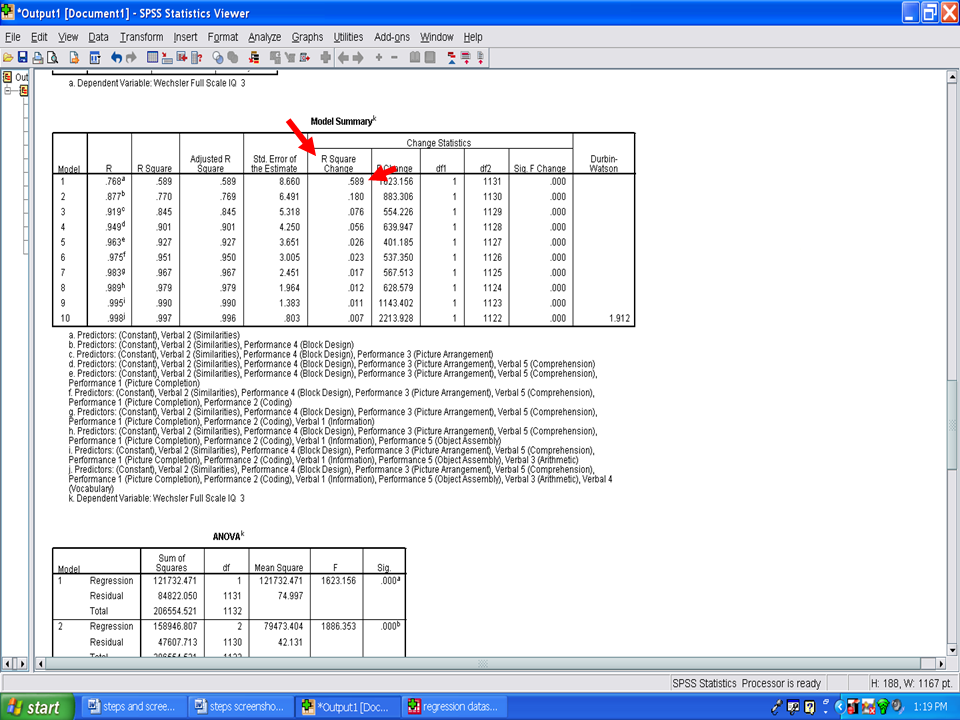 *Output1 [Document1] - SPSS Statistics Viewer
File Edit View Data Transform Insert Format Analyze Graphs Utilities Add-ons Window Help
Out
a. Dependent Variable: Wechsler Full Scale IQ 3
Model Summaryk
Change Statistics
Model R R Square Adjusted R Square Std. Error of the Estimate R Square Change Change df1 df2 Sig. F Change Durbin-Watson
1 .768a .589 .589 8.660 .589 1623.156 1 1131 .000
2 .877b .770 .769 6.491 .180 883.306 1 1130 .000
3 .919c .845 .845 5.318 .076 554.226 1 1129 .000
4 .949d .901 .901 4.250 .056 639.947 1 1128 .000
5 .963e .927 .927 3.651 .026 401.185 1 1127 .000
6 .975f .951 .950 3.005 .023 537.350 1 1126 .000
7 .983g .967 .967 2.451 .017 567.513 1 1125 .000
8 .989h .979 .979 1.964 .012 628.579 1 1124 .000
9 .995i .990 .990 1.383 .011 1143.402 1 1123 .000
10 .998j .997 .996 .803 .007 2213.928 1 1122 .000 1.912
a. Predictors: (Constant), Verbal 2 (Similarities)
b. Predictors: (Constant), Verbal 2 (Similarities), Performance 4 (Block Design)
c. Predictors: (Constant), Verbal 2 (Similarities), Performance 4 (Block Design), Performance 3 (Picture Arrangement)
d. Predictors: (Constant), Verbal 2 (Similarities), Performance 4 (Block Design), Performance 3 (Picture Arrangement), Verbal 5 (Comprehension)
e. Predictors: (Constant), Verbal 2 (Similarities), Performance 4 (Block Design), Performance 3 (Picture Arrangement), Verbal 5 (Comprehension),
Performance 1 (Picture Completion)
f. Predictors: (Constant), Verbal 2 (Similarities), Performance 4 (Block Design), Performance 3 (Picture Arrangement), Verbal 5 (Comprehension),
Performance 1 (Picture Completion), Performance 2 (Coding)
g. Predictors: (Constant), Verbal 2 (Similarities), Performance 4 (Block Design), Performance 3 (Picture Arrangement), Verbal 5 (Comprehension),
Performance 1 (Picture Completion), Performance 2 (Coding), Verbal 1 (Information)
h. Predictors: (Constant), Verbal 2 (Similarities), Performance 4 (Block Design), Performance 3 (Picture Arrangement), Verbal 5 (Comprehension),
Performance 1 (Picture Completion), Performance 2 (Coding), Verbal 1 (Information), Performance 5 (Object Assembly)
i. Predictors: (Constant), Verbal 2 (Similarities), Performance 4 (Block Design), Performance 3 (Picture Arrangement), Verbal 5 (Comprehension),
Performance 1 (Picture Completion), Performance 2 (Coding), Verbal 1 (Information), Performance 5 (Object Assembly), Verbal 3 (Arithmetic)
j. Predictors: (Constant), Verbal 2 (Similarities), Performance 4 (Block Design), Performance 3 (Picture Arrangement), Verbal 5 (Comprehension),
Performance 1 (Picture Completion), Performance 2 (Coding), Verbal 1 (Information), Performance 5 (Object Assembly), Verbal 3 (Arithmetic), Verbal 4
(Vocabulary)
k. Dependent Variable: Wechsler Full Scale IQ 3
ANOVAk
Model Sum of Squares df Mean Square F Sig.
1 Regression 121732.471 1 121732.471 1623.156 .000a
Residual 84822.050 1131 74.997
Total 206554.521 1132
2 Regression 158946.807 2 79473.404 1886.353 .000b
Residual 47607.713 1130 42.131
Total 206554.521 1132
SPSS Statistics Processor is ready H: 188, W: 1167 pt.
start steps and scree... steps screensho... *Output1 [Doc... regression datas... 1:19 PM